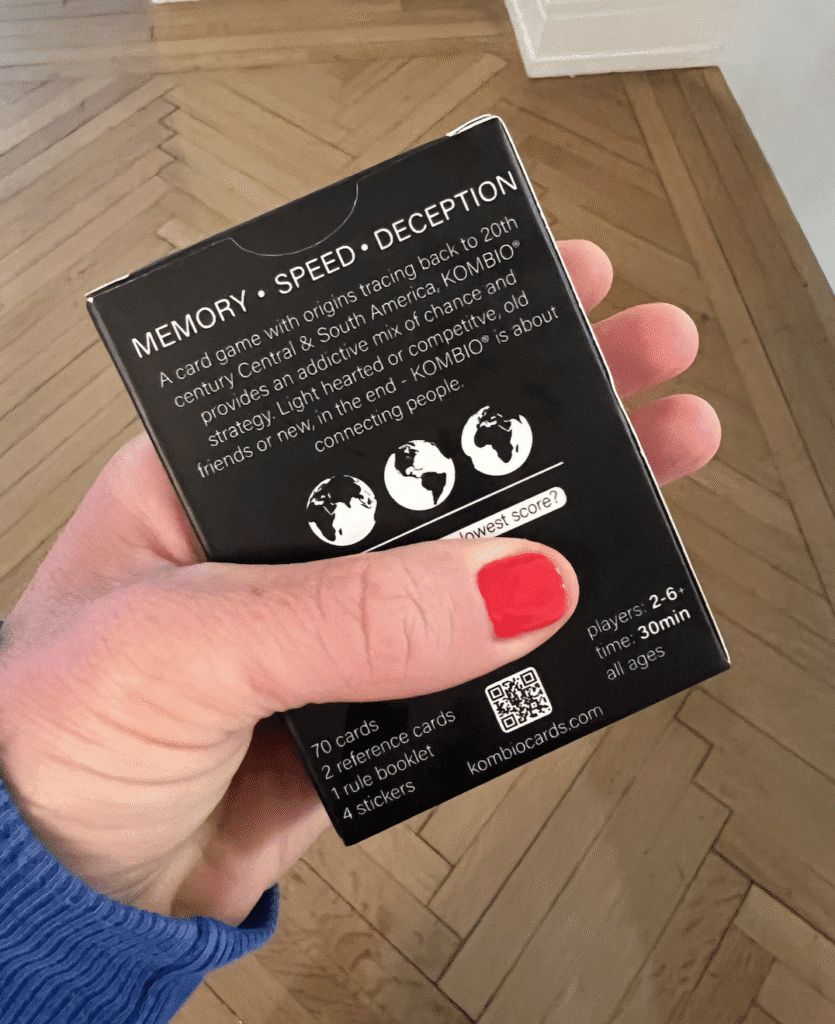 MEMORY • SPEED • DECEPTION
A card game with origins tracing back to 20th
century Central & South America, KOMBIO®
provides an addictive mix of chance and
strategy. Light hearted or competitve, old
friends or new, in the end - KOMBIO® is about
connecting people.
lowest score?
players: 2-6+
time: 30min
all ages
70 cards
2 reference cards
1 rule booklet
4 stickers
kombiocards.com